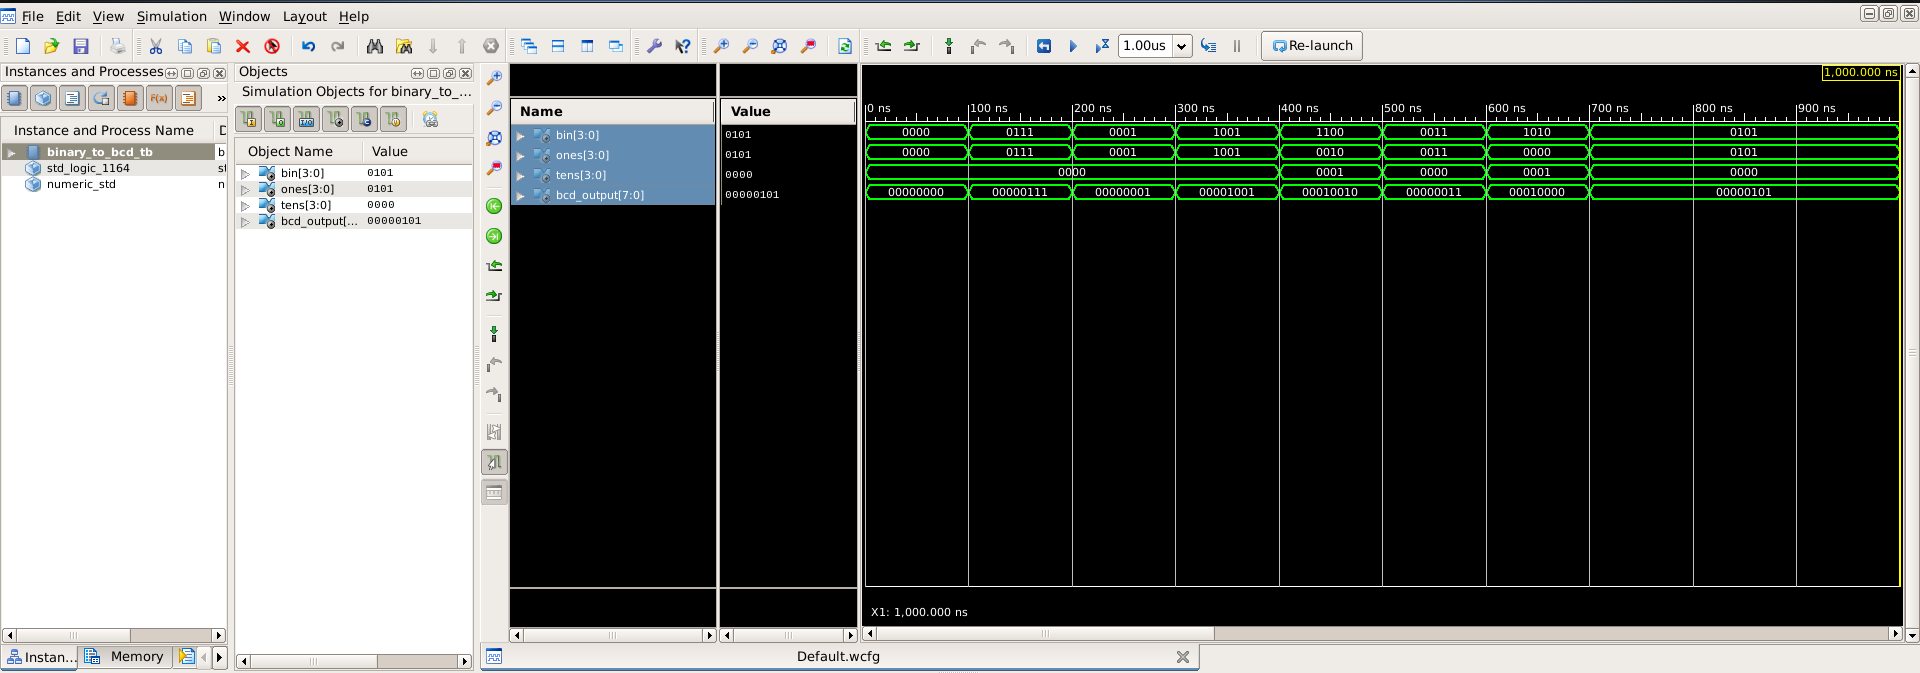 File Edit View Simulation Window Layout Help
1.00us Re-launch
Instances and Processes
Instance and Process Name D
binary_to_bcd_tb b
std_logic_1164 st
numeric_std n
Instan... Memory
Objects
Simulation Objects for binary_to_...
Object Name Value
bin[3:0] 0101
ones[3:0] 0101
tens[3:0] 0000
bcd_output[... 00000101
Name Value
bin[3:0] 0101
ones[3:0] 0101
tens[3:0] 0000
bcd_output[7:0] 00000101
1,000.000 ns
0 ns 100 ns 200 ns 300 ns 400 ns 500 ns 600 ns 700 ns 800 ns 900 ns
0000 0111 0001 1001 1100 0011 1010 0101
0000 0111 0001 1001 0010 0011 0000 0101
0000 0001 0000 0001 0000
00000000 00000111 00000001 00001001 00010010 00000011 00010000 00000101
X1: 1,000.000 ns
Default.wcfg